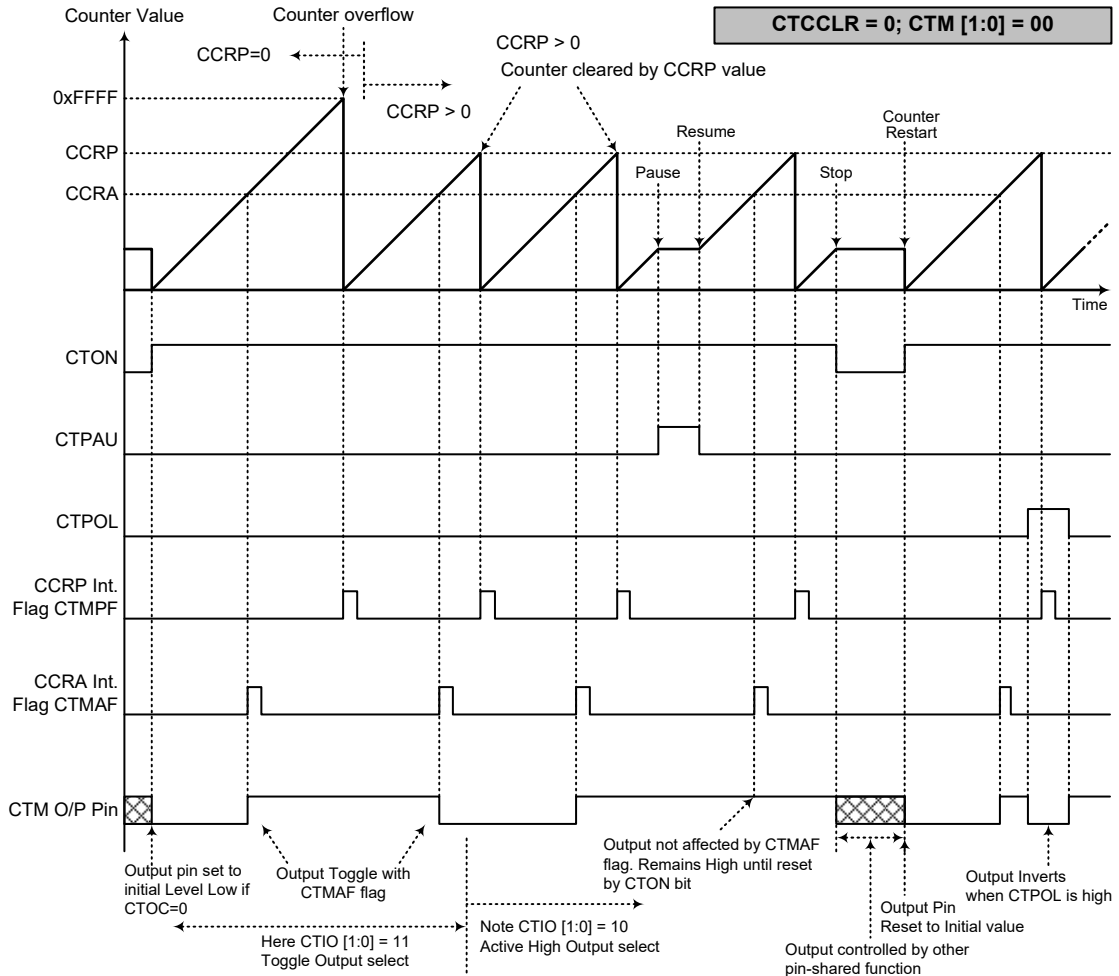 Counter Value
Counter overflow
CTCCLR = 0; CTM [1:0] = 00
CCRP=0
CCRP > 0
Counter cleared by CCRP value
0xFFFF
CCRP > 0
Resume
Counter
Restart
CCRP
Pause
Stop
CCRA
Time
CTON
CTPAU
CTPOL
CCRP Int.
Flag CTMPF
CCRA Int.
Flag CTMAF
CTM O/P Pin
Output pin set to
initial Level Low if
CTOC=0
Output Toggle with
CTMAF flag
Output not affected by CTMAF
flag. Remains High until reset
by CTON bit
Output Inverts
when CTPOL is high
Output Pin
Reset to Initial value
Here CTIO [1:0] = 11
Toggle Output select
Note CTIO [1:0] = 10
Active High Output select
Output controlled by other
pin-shared function